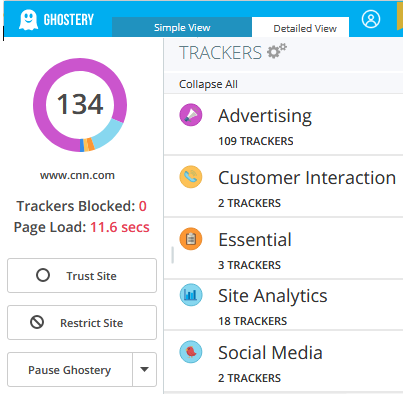 GHOSTERY
Simple View
Detailed View
134
www.cnn.com
Trackers Blocked: 0
Page Load: 11.6 secs
Trust Site
Restrict Site
Pause Ghostery
TRACKERS
Collapse All
Advertising
109 TRACKERS
Customer Interaction
2 TRACKERS
Essential
3 TRACKERS
Site Analytics
18 TRACKERS
Social Media
2 TRACKERS